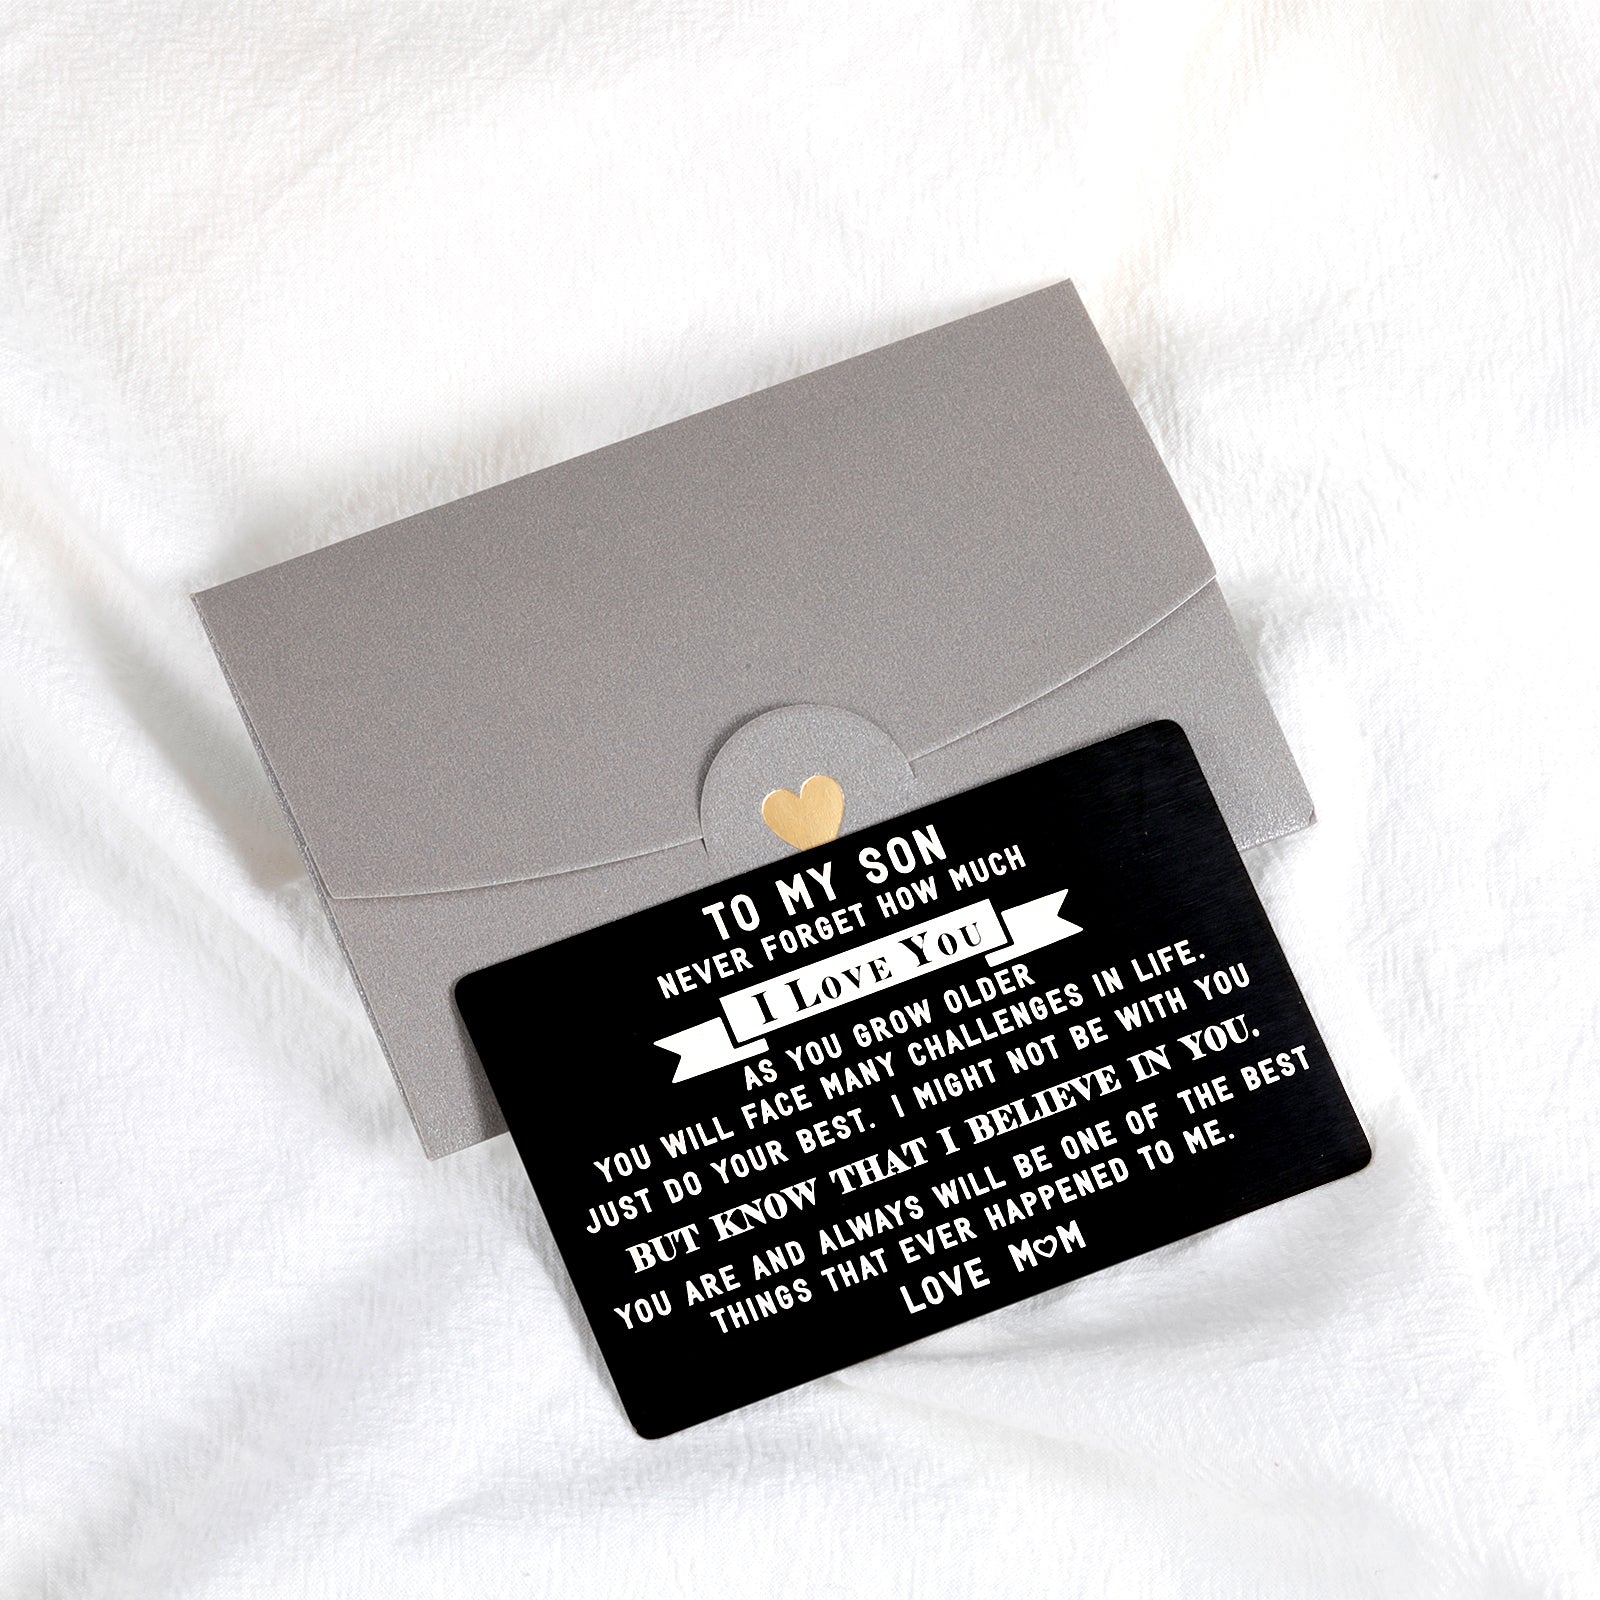 TO MY SON
NEVER FORGET HOW MUCH
I LOVE YOU
AS YOU GROW OLDER
YOU WILL FACE MANY CHALLENGES IN LIFE.
JUST DO YOUR BEST. I MIGHT NOT BE WITH YOU
BUT KNOW THAT I BELIEVE IN YOU.
YOU ARE AND ALWAYS WILL BE ONE OF THE BEST
THINGS THAT EVER HAPPENED TO ME.
LOVE M♡M